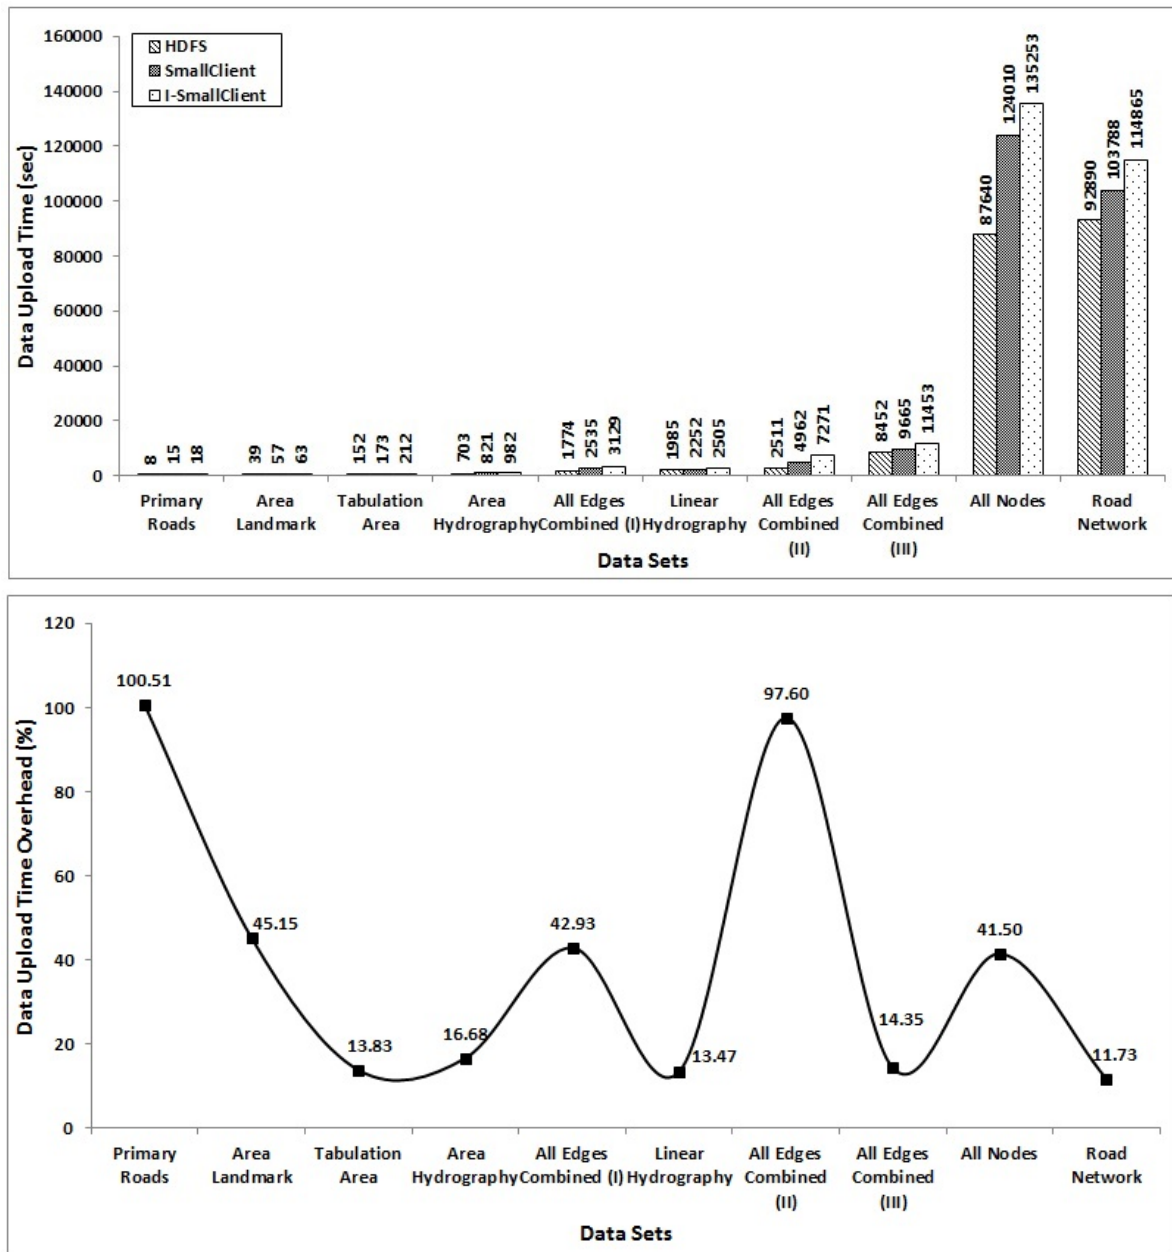 160000
140000
120000
100000
80000
60000
40000
20000
0
Data Upload Time (sec)
HDFS
SmallClient
I-SmallClient
8 15 18
39 57 63
152 173 212
703 821 982
1774 2535 3129
1985 2252 2505
2511 4962 7271
8452 9665 11453
87640 124010 135253
92890 103788 114865
Primary
Roads
Area
Landmark
Tabulation
Area
Area
Hydrography
All Edges
Combined (I)
Linear
Hydrography
All Edges
Combined
(II)
All Edges
Combined
(III)
All Nodes
Road
Network
Data Sets
120
100
80
60
40
20
0
Data Upload Time Overhead (%)
100.51
45.15
13.83
16.68
42.93
13.47
97.60
14.35
41.50
11.73
Primary
Roads
Area
Landmark
Tabulation
Area
Area
Hydrography
All Edges
Combined (I)
Linear
Hydrography
All Edges
Combined
(II)
All Edges
Combined
(III)
All Nodes
Road
Network
Data Sets